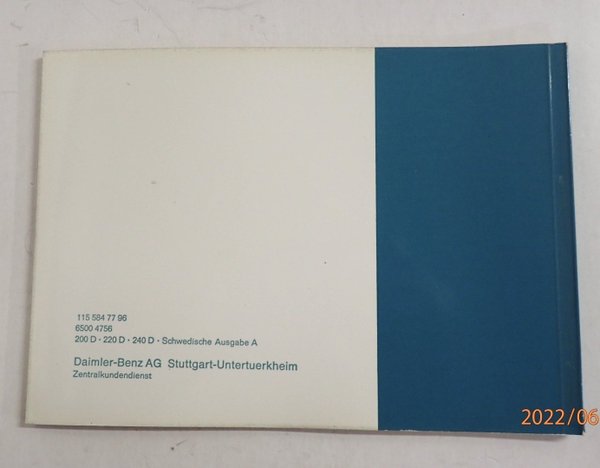 115 584 77 96
6500 4756
200 D · 220 D · 240 D · Schwedische Ausgabe A
Daimler-Benz AG Stuttgart-Untertuerkheim
Zentralkundendienst
2022/06